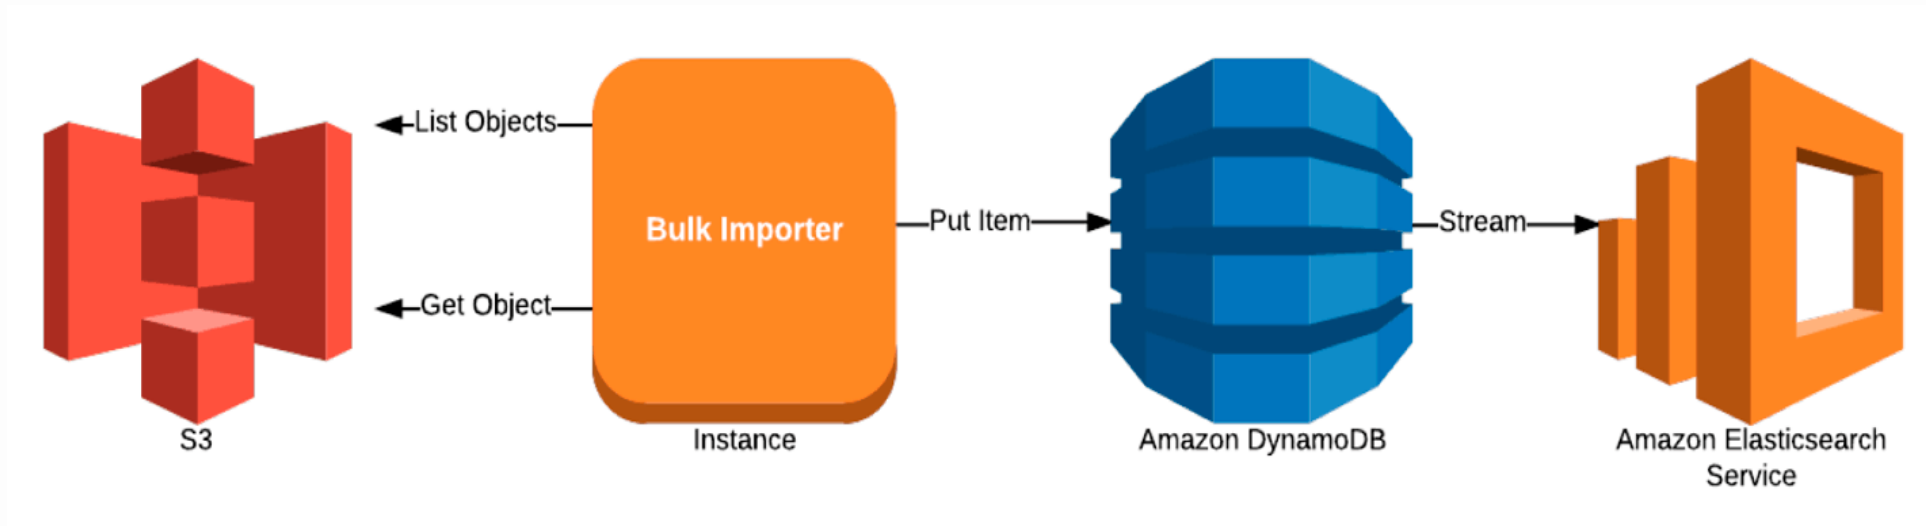 List Objects
Bulk Importer
Put Item
Stream
Get Object
S3
Instance
Amazon DynamoDB
Amazon Elasticsearch
Service